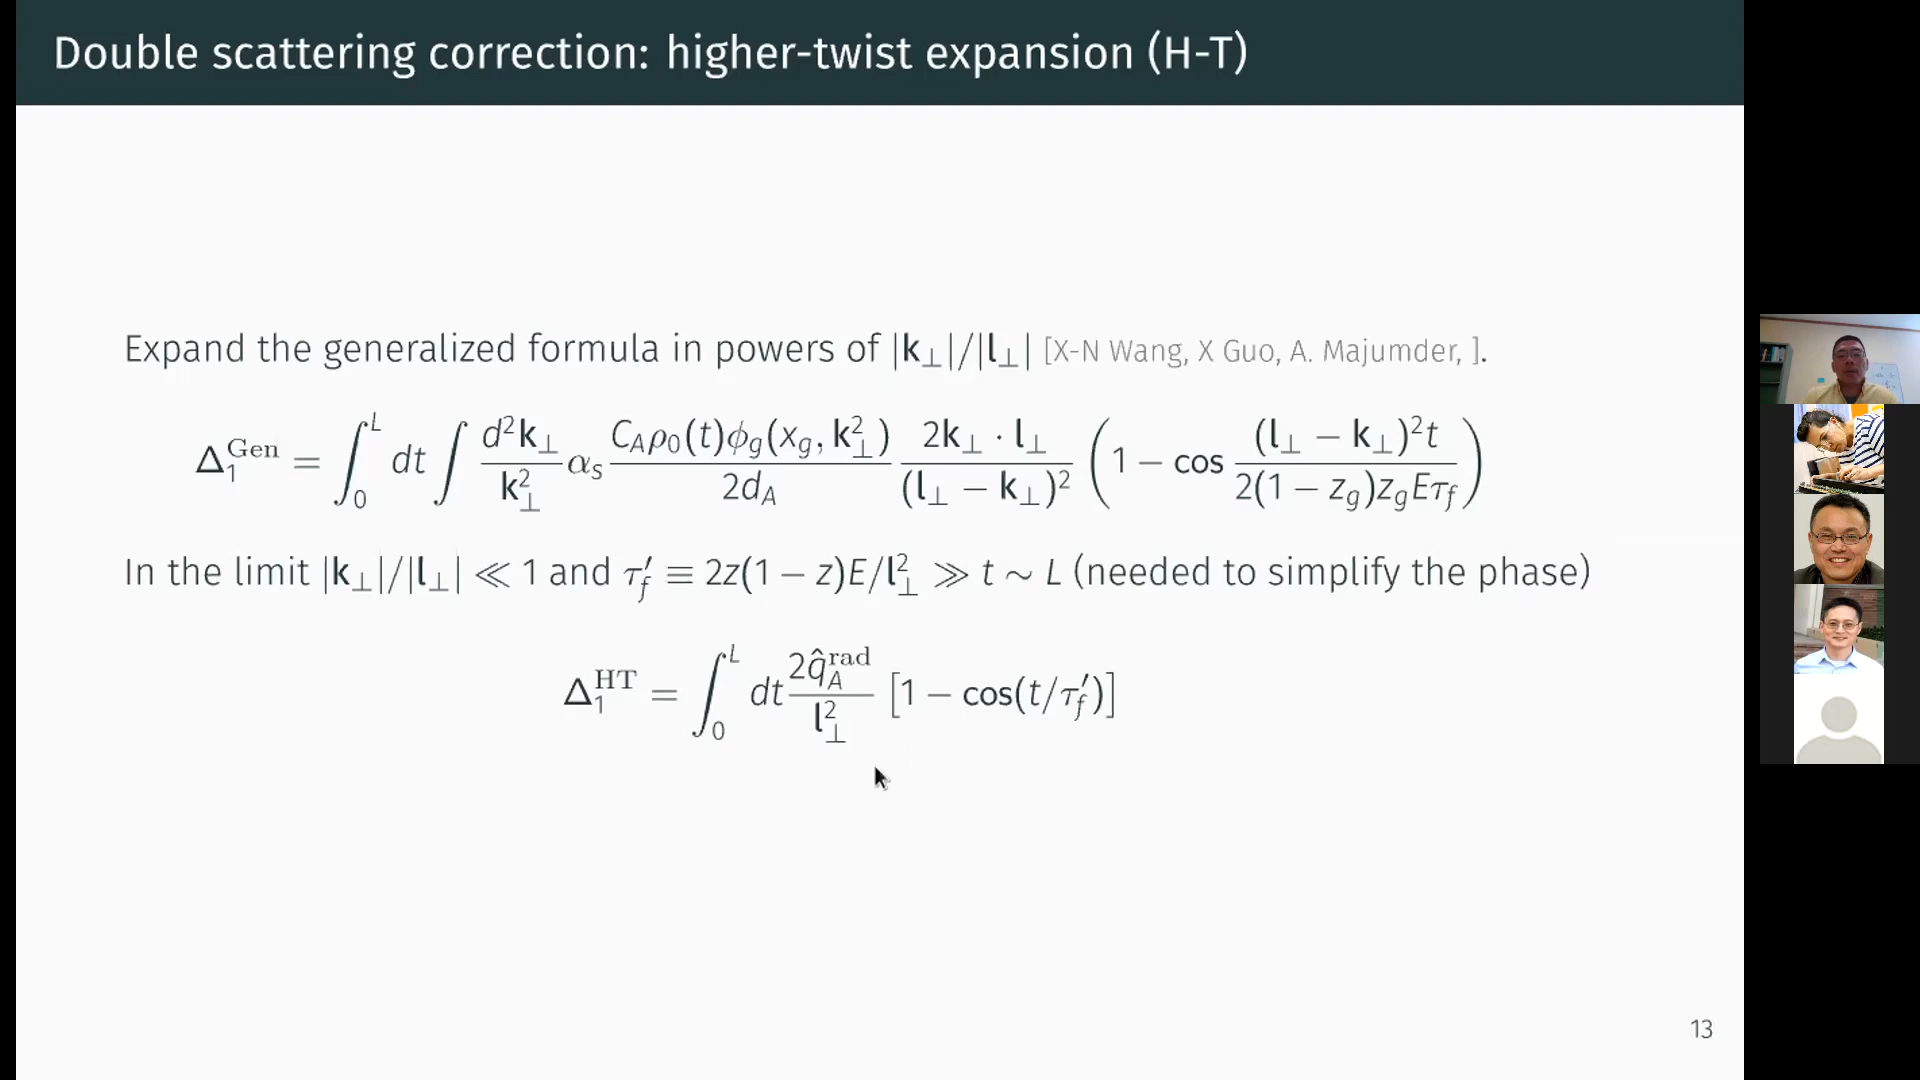 Double scattering correction: higher-twist expansion (H-T)
Expand the generalized formula in powers of |k⊥|/|l⊥| [X-N Wang, X Guo, A. Majumder, ].
Δ₁^Gen = ∫₀^L dt ∫ d²k⊥/k⊥² αₛ C_Aρ₀(t)ϕ_g(x_g, k⊥²)/2d_A 2k⊥ · l⊥/(l⊥ − k⊥)² (1 − cos (l⊥ − k⊥)²t/2(1 − z_g)z_gEτ_f)
In the limit |k⊥|/|l⊥| ≪ 1 and τ′_f ≡ 2z(1 − z)E/l⊥² ≫ t ∼ L (needed to simplify the phase)
Δ₁^HT = ∫₀^L dt 2q̂_A^rad/l⊥² [1 − cos(t/τ′_f)]
13